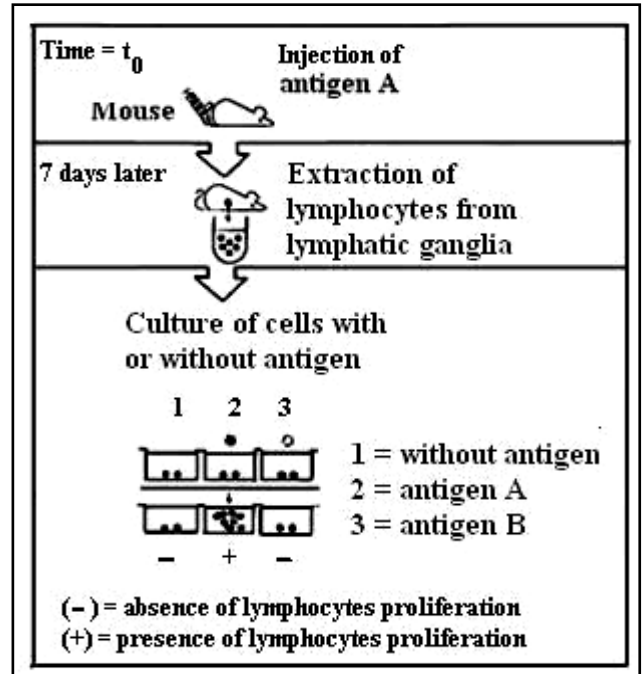 Time = t0
Injection of
antigen A
Mouse
7 days later
Extraction of
lymphocytes from
lymphatic ganglia
Culture of cells with
or without antigen
1 2 3
1 = without antigen
2 = antigen A
3 = antigen B
− + −
(−) = absence of lymphocytes proliferation
(+) = presence of lymphocytes proliferation